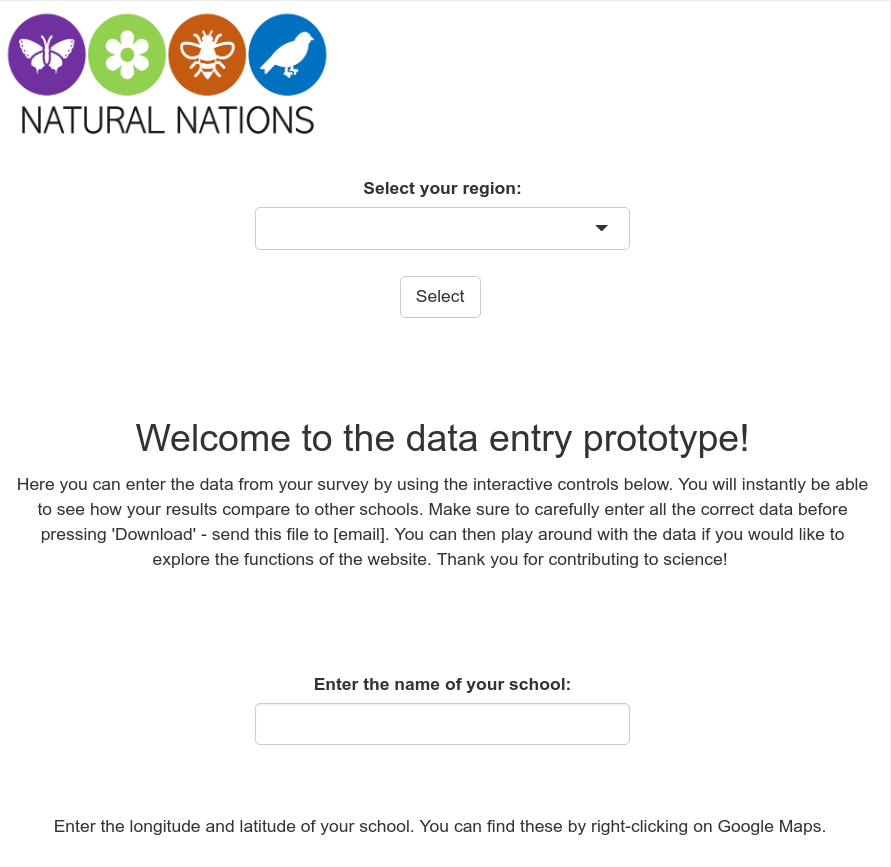 NATURAL NATIONS
Select your region:
Select
Welcome to the data entry prototype!
Here you can enter the data from your survey by using the interactive controls below. You will instantly be able
to see how your results compare to other schools. Make sure to carefully enter all the correct data before
pressing 'Download' - send this file to [email]. You can then play around with the data if you would like to
explore the functions of the website. Thank you for contributing to science!
Enter the name of your school:
Enter the longitude and latitude of your school. You can find these by right-clicking on Google Maps.